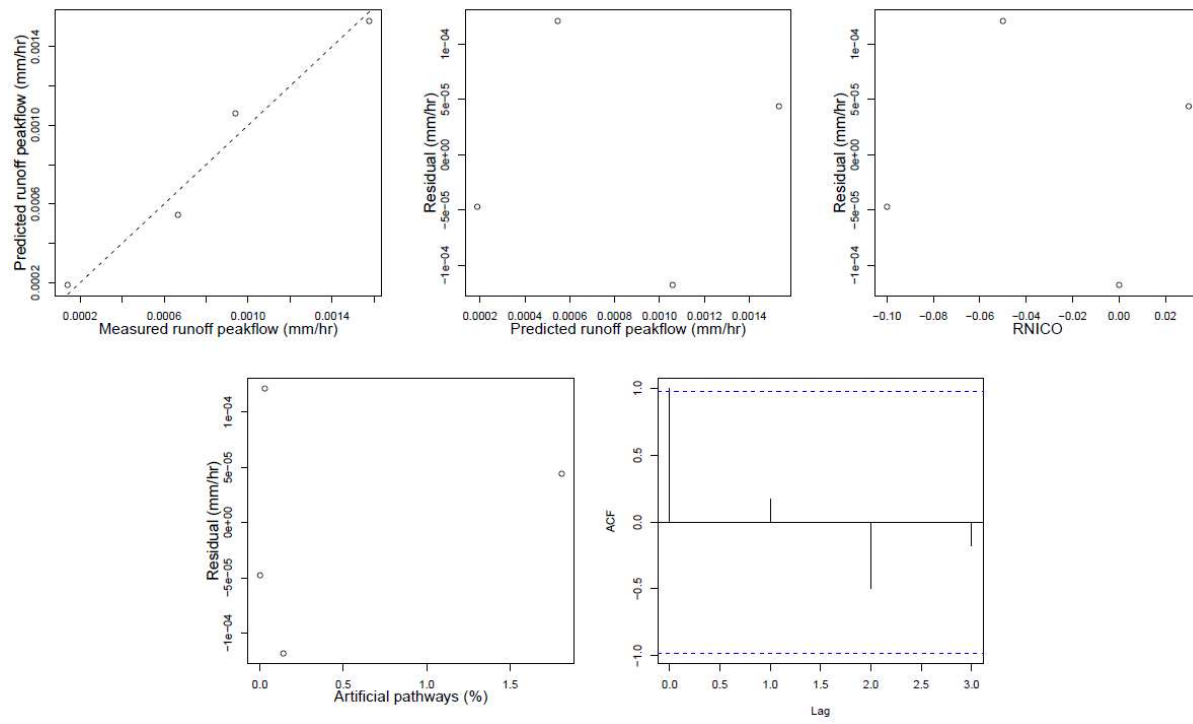 Predicted runoff peakflow (mm/hr)
0.0002
0.0006
0.0010
0.0014
0.0002
0.0006
0.0010
0.0014
Measured runoff peakflow (mm/hr)
Residual (mm/hr)
−1e−04
−5e−05
0e+00
5e−05
1e−04
0.0002
0.0004
0.0006
0.0008
0.0010
0.0012
0.0014
Predicted runoff peakflow (mm/hr)
Residual (mm/hr)
−1e−04
−5e−05
0e+00
5e−05
1e−04
−0.10
−0.08
−0.06
−0.04
−0.02
0.00
0.02
RNICO
Residual (mm/hr)
−1e−04
−5e−05
0e+00
5e−05
1e−04
0.0
0.5
1.0
1.5
Artificial pathways (%)
ACF
−1.0
−0.5
0.0
0.5
1.0
0.0
0.5
1.0
1.5
2.0
2.5
3.0
Lag